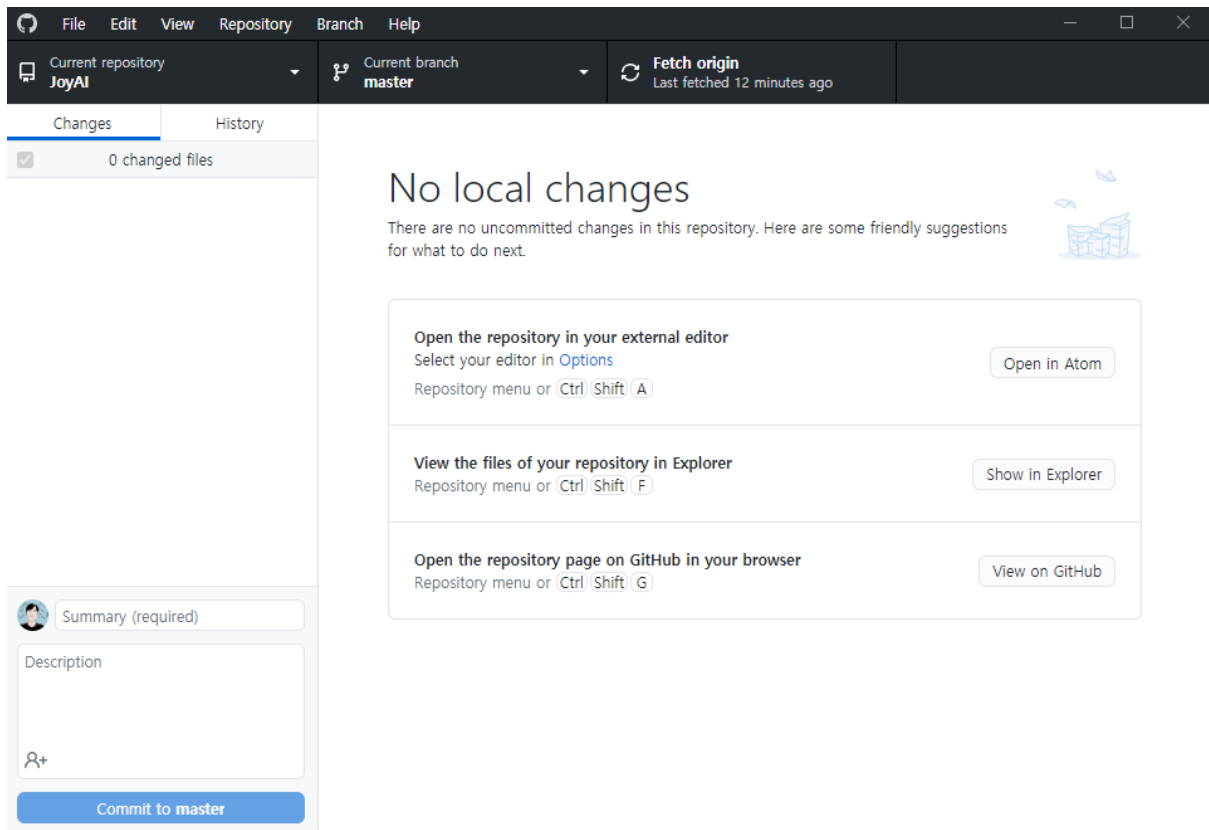 File Edit View Repository Branch Help
Current repository
JoyAI
Current branch
master
Fetch origin
Last fetched 12 minutes ago
Changes
History
0 changed files
No local changes
There are no uncommitted changes in this repository. Here are some friendly suggestions
for what to do next.
Open the repository in your external editor
Select your editor in Options
Repository menu or Ctrl Shift A
Open in Atom
View the files of your repository in Explorer
Repository menu or Ctrl Shift F
Show in Explorer
Open the repository page on GitHub in your browser
Repository menu or Ctrl Shift G
View on GitHub
Summary (required)
Description
Commit to master